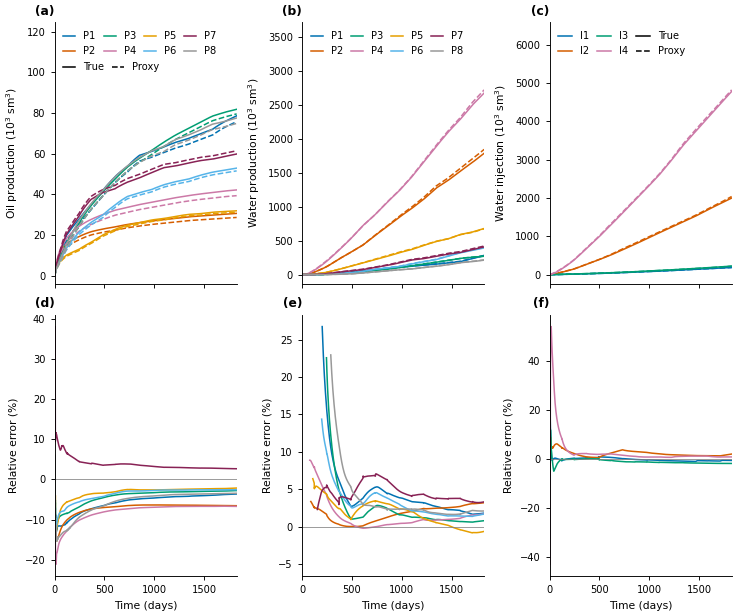 (a)
(b)
(c)
Oil production (10³ sm³)
120
100
80
60
40
20
0
P1 P3 P5 P7
P2 P4 P6 P8
True Proxy
Water production (10³ sm³)
3500
3000
2500
2000
1500
1000
500
0
P1 P3 P5 P7
P2 P4 P6 P8
Water injection (10³ sm³)
6000
5000
4000
3000
2000
1000
0
I1 I3 True
I2 I4 Proxy
(d)
(e)
(f)
Relative error (%)
40
30
20
10
0
−10
−20
0 500 1000 1500
Time (days)
Relative error (%)
25
20
15
10
5
0
−5
0 500 1000 1500
Time (days)
Relative error (%)
40
20
0
−20
−40
0 500 1000 1500
Time (days)